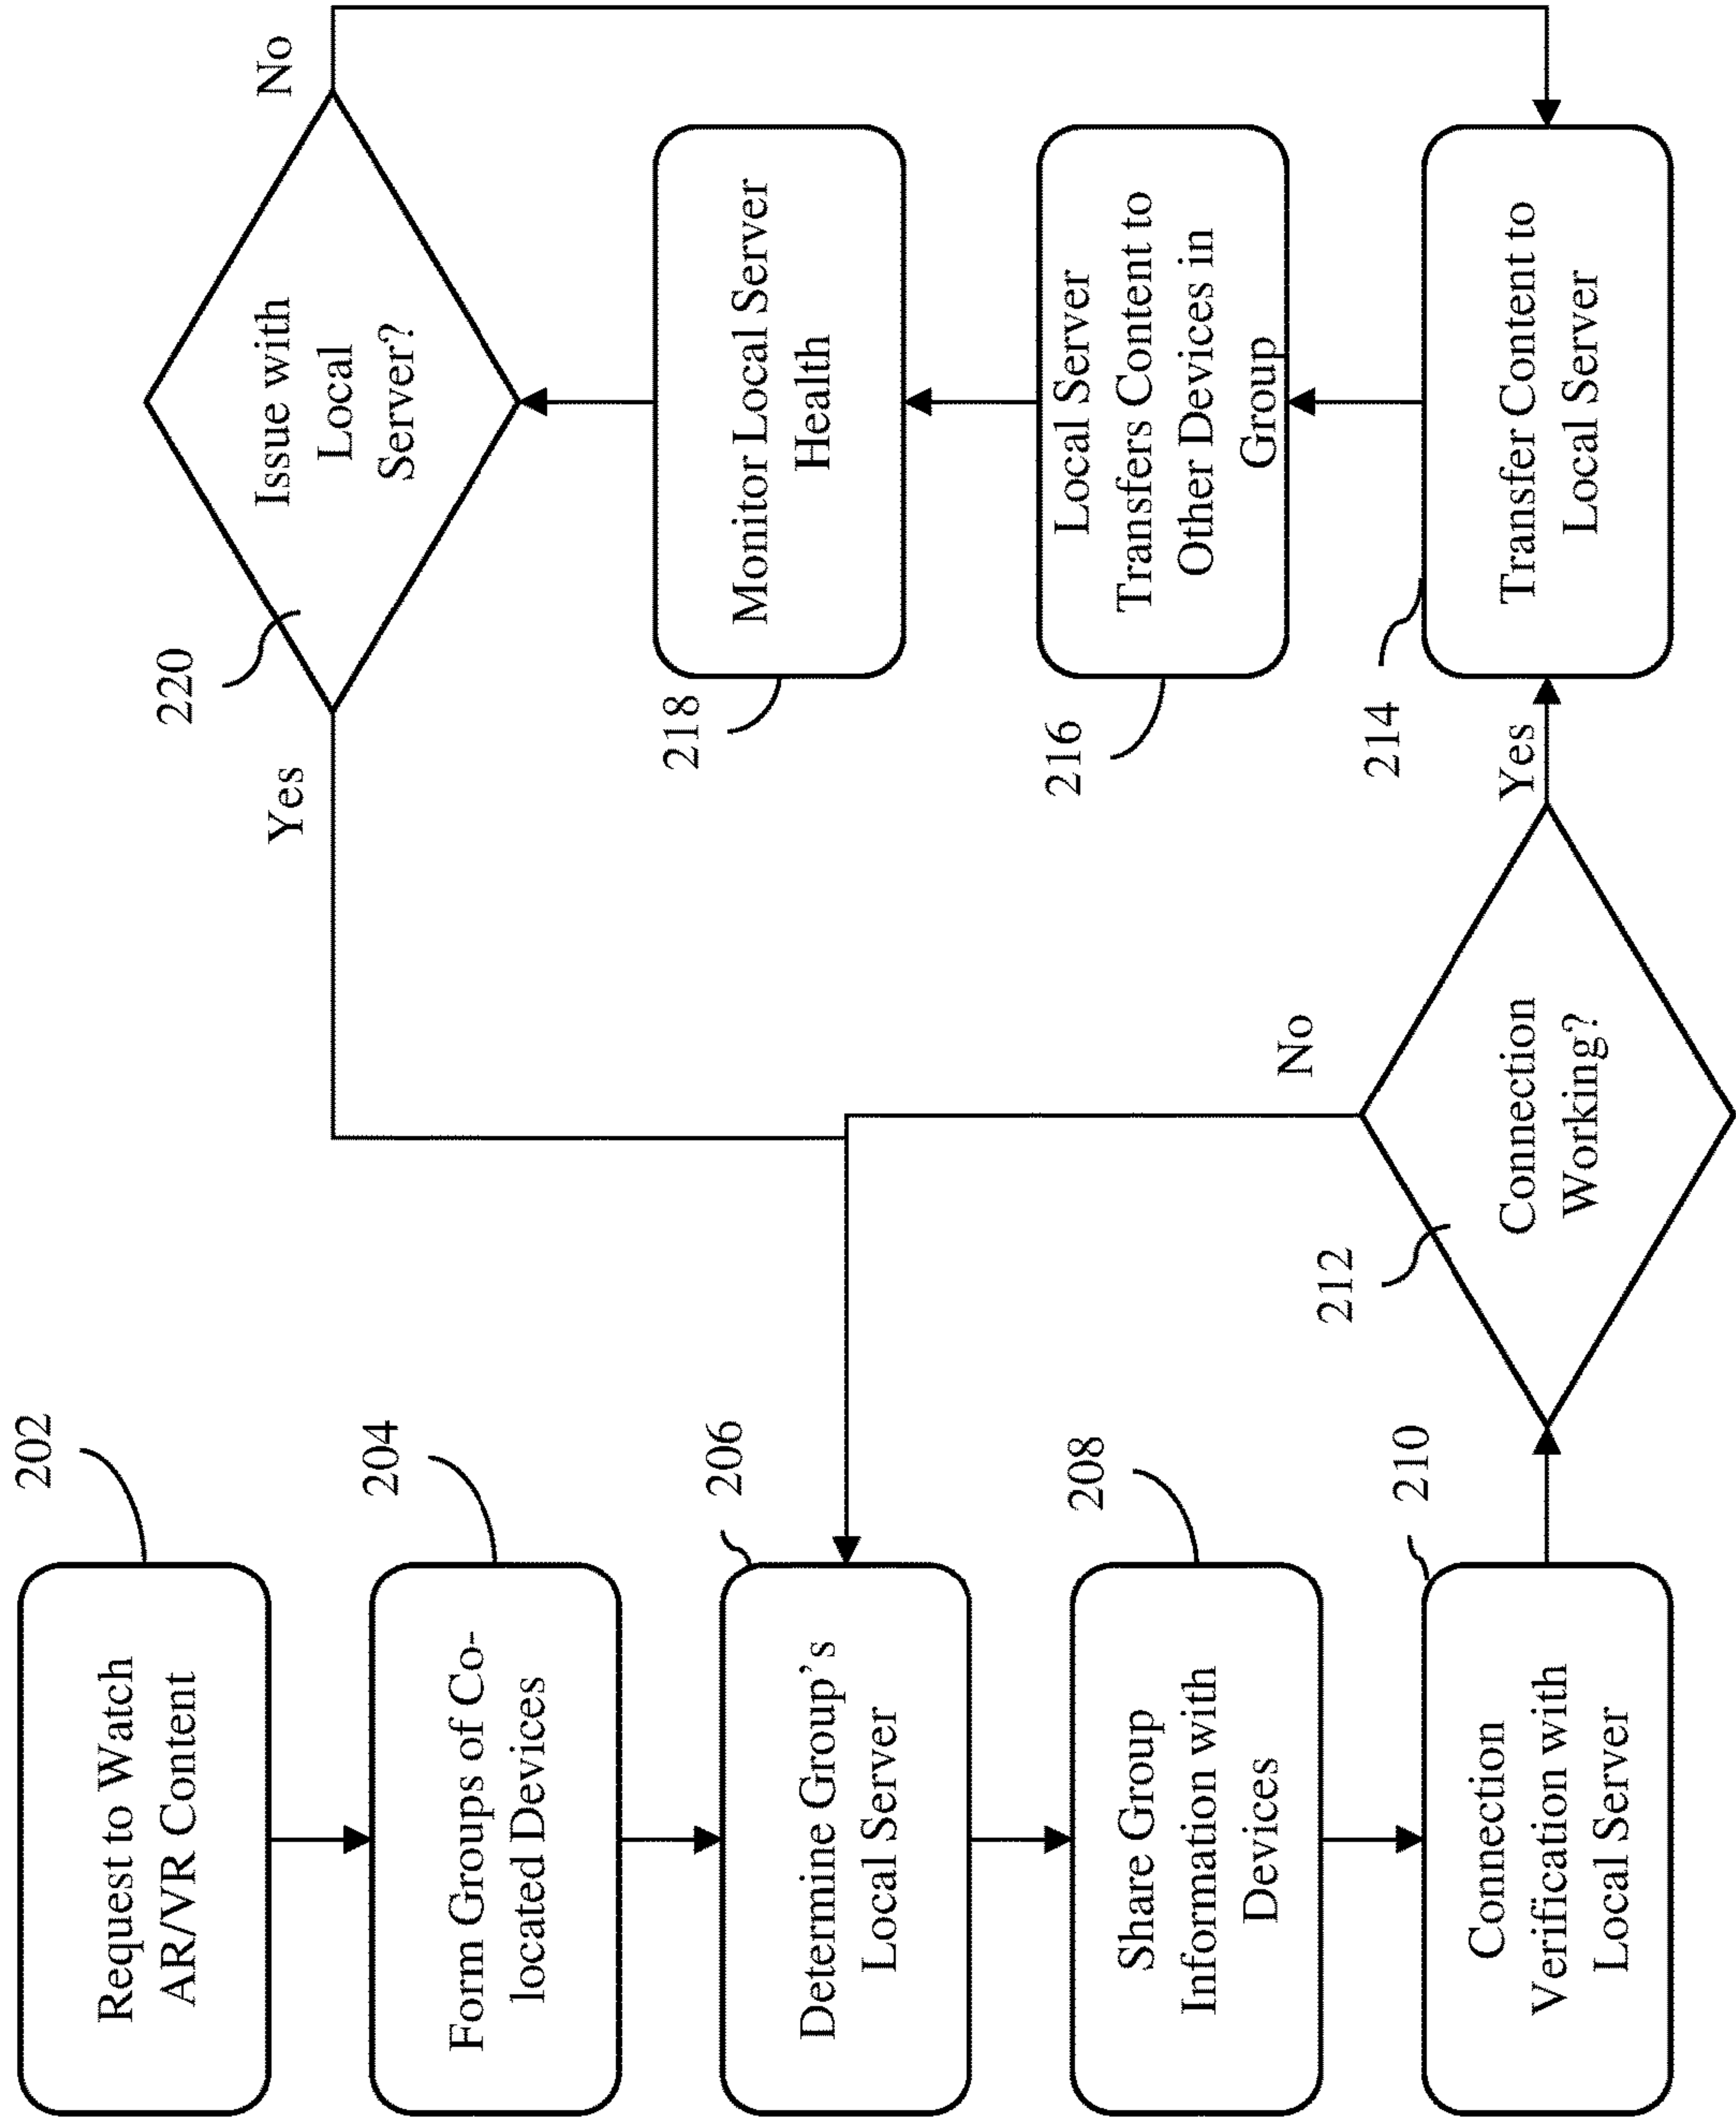 202
Request to Watch
AR/VR Content
204
Form Groups of Co-
located Devices
206
Determine Group's
Local Server
208
Share Group
Information with
Devices
210
Connection
Verification with
Local Server
212
Connection
Working?
No
Yes
214
Transfer Content to
Local Server
216
Local Server
Transfers Content to
Other Devices in
Group
218
Monitor Local Server
Health
220
Issue with
Local
Server?
Yes
No